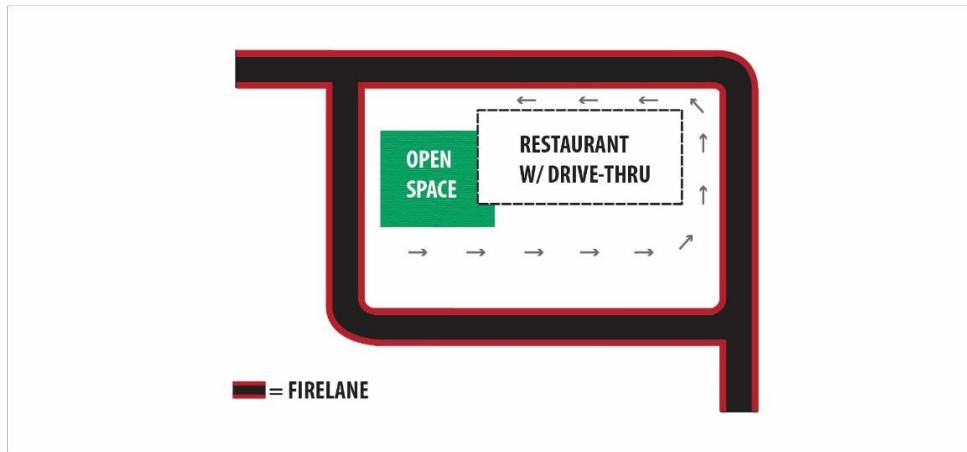 OPEN
SPACE
RESTAURANT
W/ DRIVE-THRU
= FIRELANE